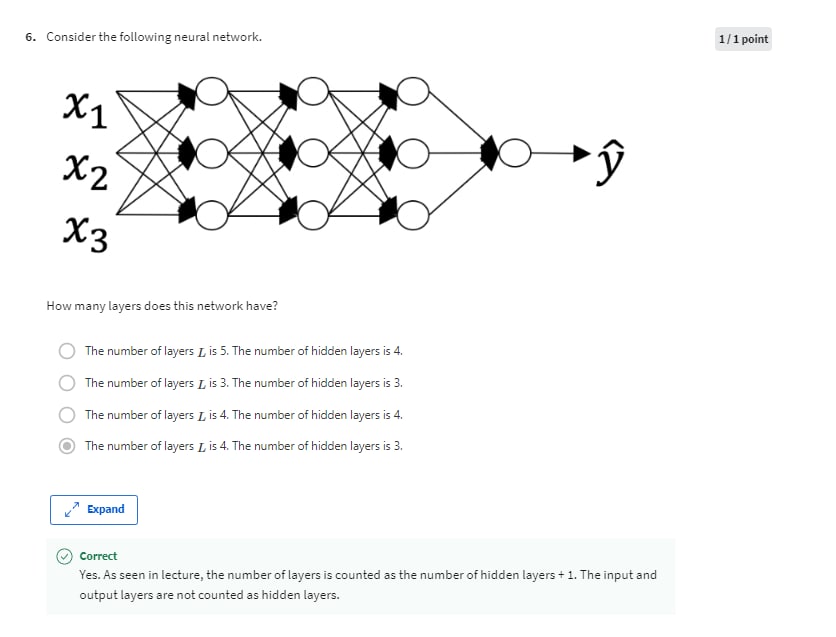 6. Consider the following neural network.
1 / 1 point
x₁
x₂
x₃
ŷ
How many layers does this network have?
The number of layers L is 5. The number of hidden layers is 4.
The number of layers L is 3. The number of hidden layers is 3.
The number of layers L is 4. The number of hidden layers is 4.
The number of layers L is 4. The number of hidden layers is 3.
Expand
Correct
Yes. As seen in lecture, the number of layers is counted as the number of hidden layers + 1. The input and
output layers are not counted as hidden layers.